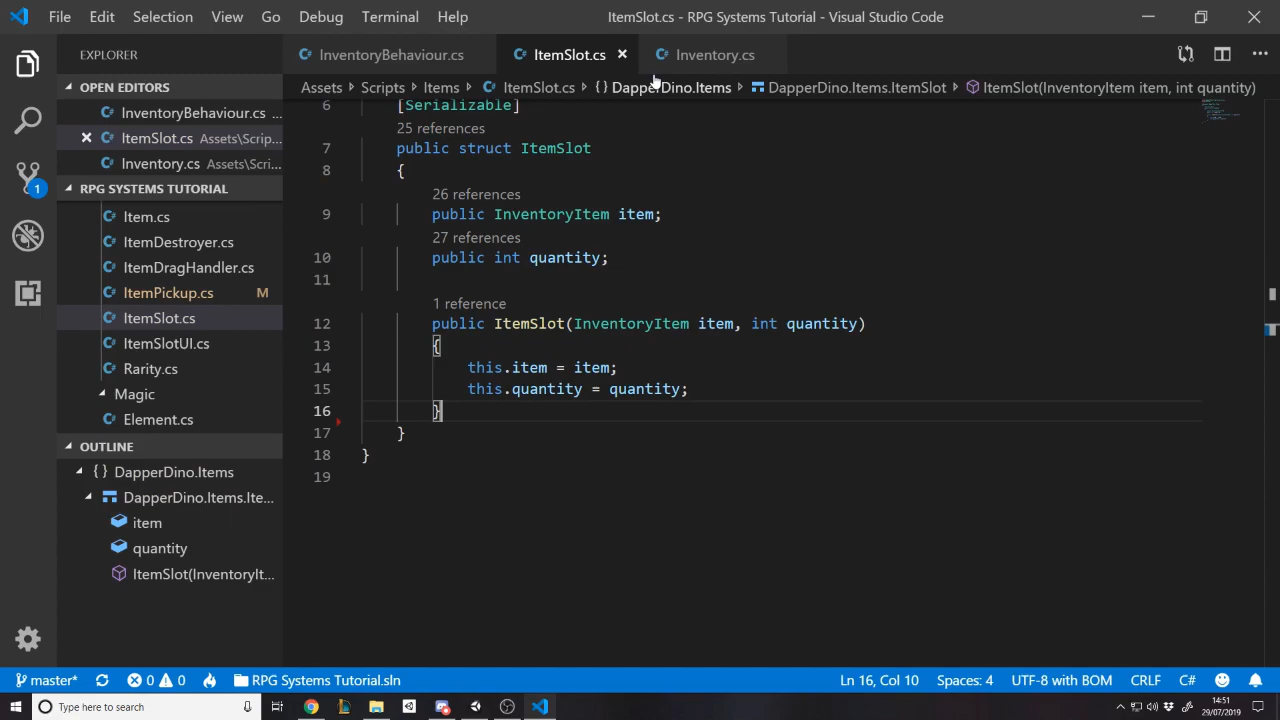 File Edit Selection View Go Debug Terminal Help ItemSlot.cs - RPG Systems Tutorial - Visual Studio Code
EXPLORER
InventoryBehaviour.cs ItemSlot.cs Inventory.cs
OPEN EDITORS
InventoryBehaviour.cs ...
ItemSlot.cs Assets\Scrip...
Inventory.cs Assets\Scri...
RPG SYSTEMS TUTORIAL
Item.cs
ItemDestroyer.cs
ItemDragHandler.cs
ItemPickup.cs M
ItemSlot.cs
ItemSlotUI.cs
Rarity.cs
Magic
Element.cs
OUTLINE
{ } DapperDino.Items
DapperDino.Items.Ite...
item
quantity
ItemSlot(InventoryIt...
1
Assets Scripts Items ItemSlot.cs { } DapperDino.Items DapperDino.Items.ItemSlot ItemSlot(InventoryItem item, int quantity)
6 [Serializable]
25 references
7 public struct ItemSlot
8 {
26 references
9 public InventoryItem item;
27 references
10 public int quantity;
11
1 reference
12 public ItemSlot(InventoryItem item, int quantity)
13 {
14 this.item = item;
15 this.quantity = quantity;
16 }
17 }
18 }
19
master* 0 0 RPG Systems Tutorial.sln Ln 16, Col 10 Spaces: 4 UTF-8 with BOM CRLF C#
Type here to search
14:51
29/07/2019